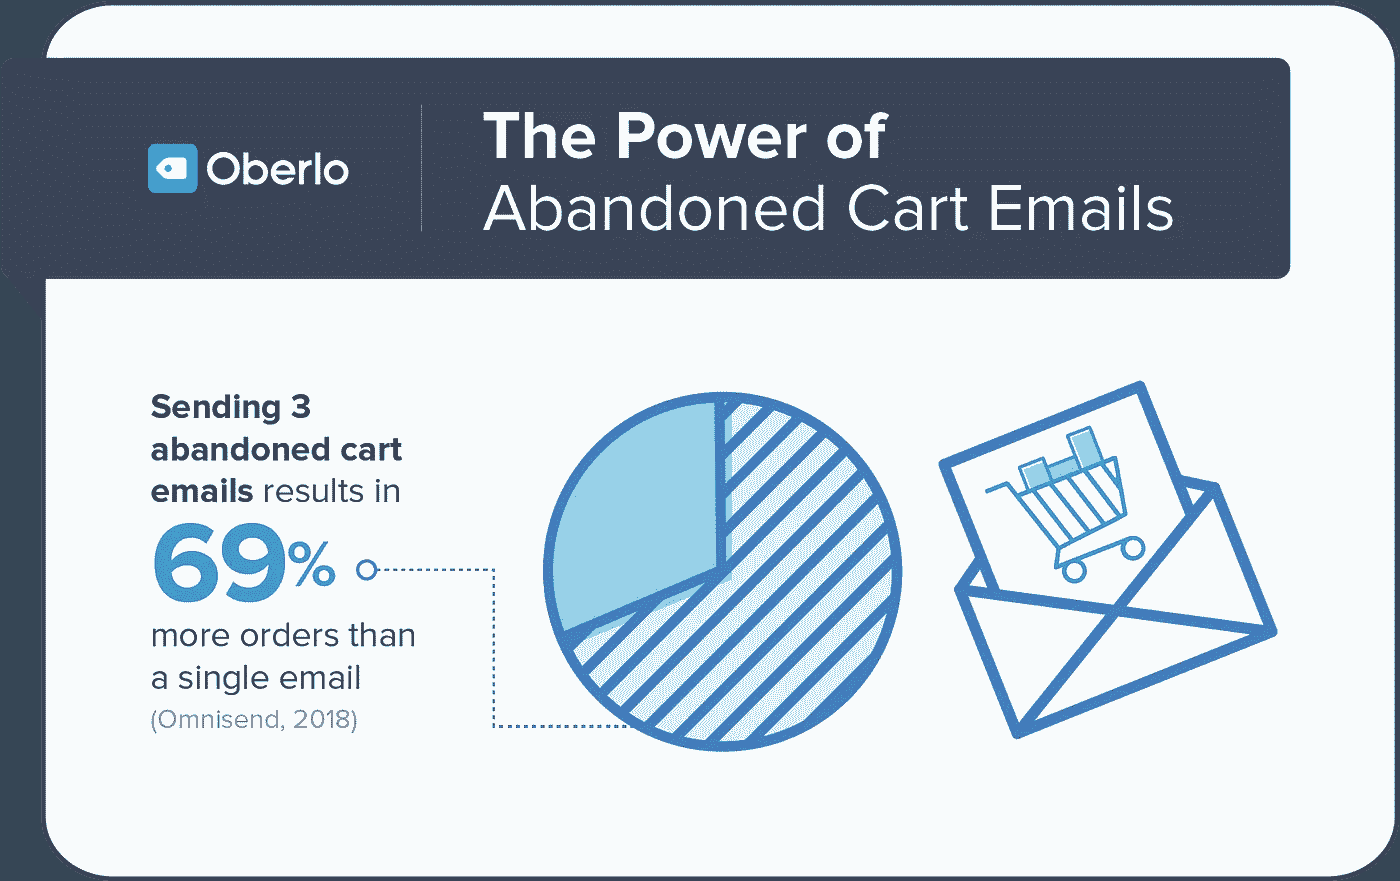 Oberlo
The Power of
Abandoned Cart Emails
Sending 3
abandoned cart
emails results in
69%
more orders than
a single email
(Omnisend, 2018)